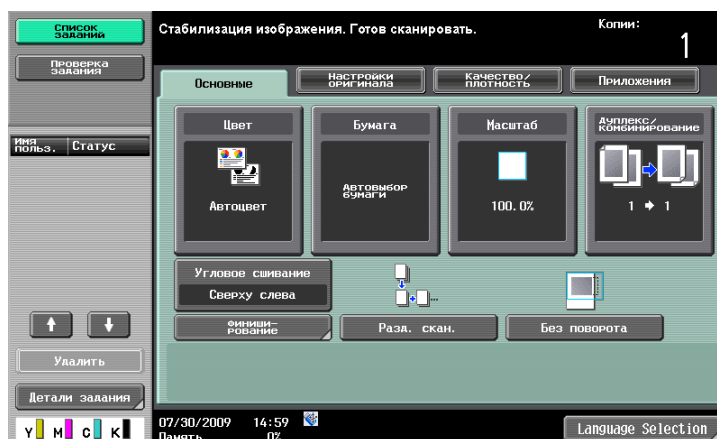 Список
заданий
Стабилизация изображения. Готов сканировать.
Копии:
1
Проверка
задания
Основные
Настройки
оригинала
Качество/
плотность
Приложения
Имя
польз.
Статус
Цвет
Бумага
Масштаб
Дуплекс/
комбинирование
Автоцвет
Автовыбор
бумаги
100.0%
1 → 1
Угловое сшивание
Сверху слева
Финиши-
рование
Разд. скан.
Без поворота
Удалить
Детали задания
Y M C K
07/30/2009 14:59
Память 0%
Language Selection